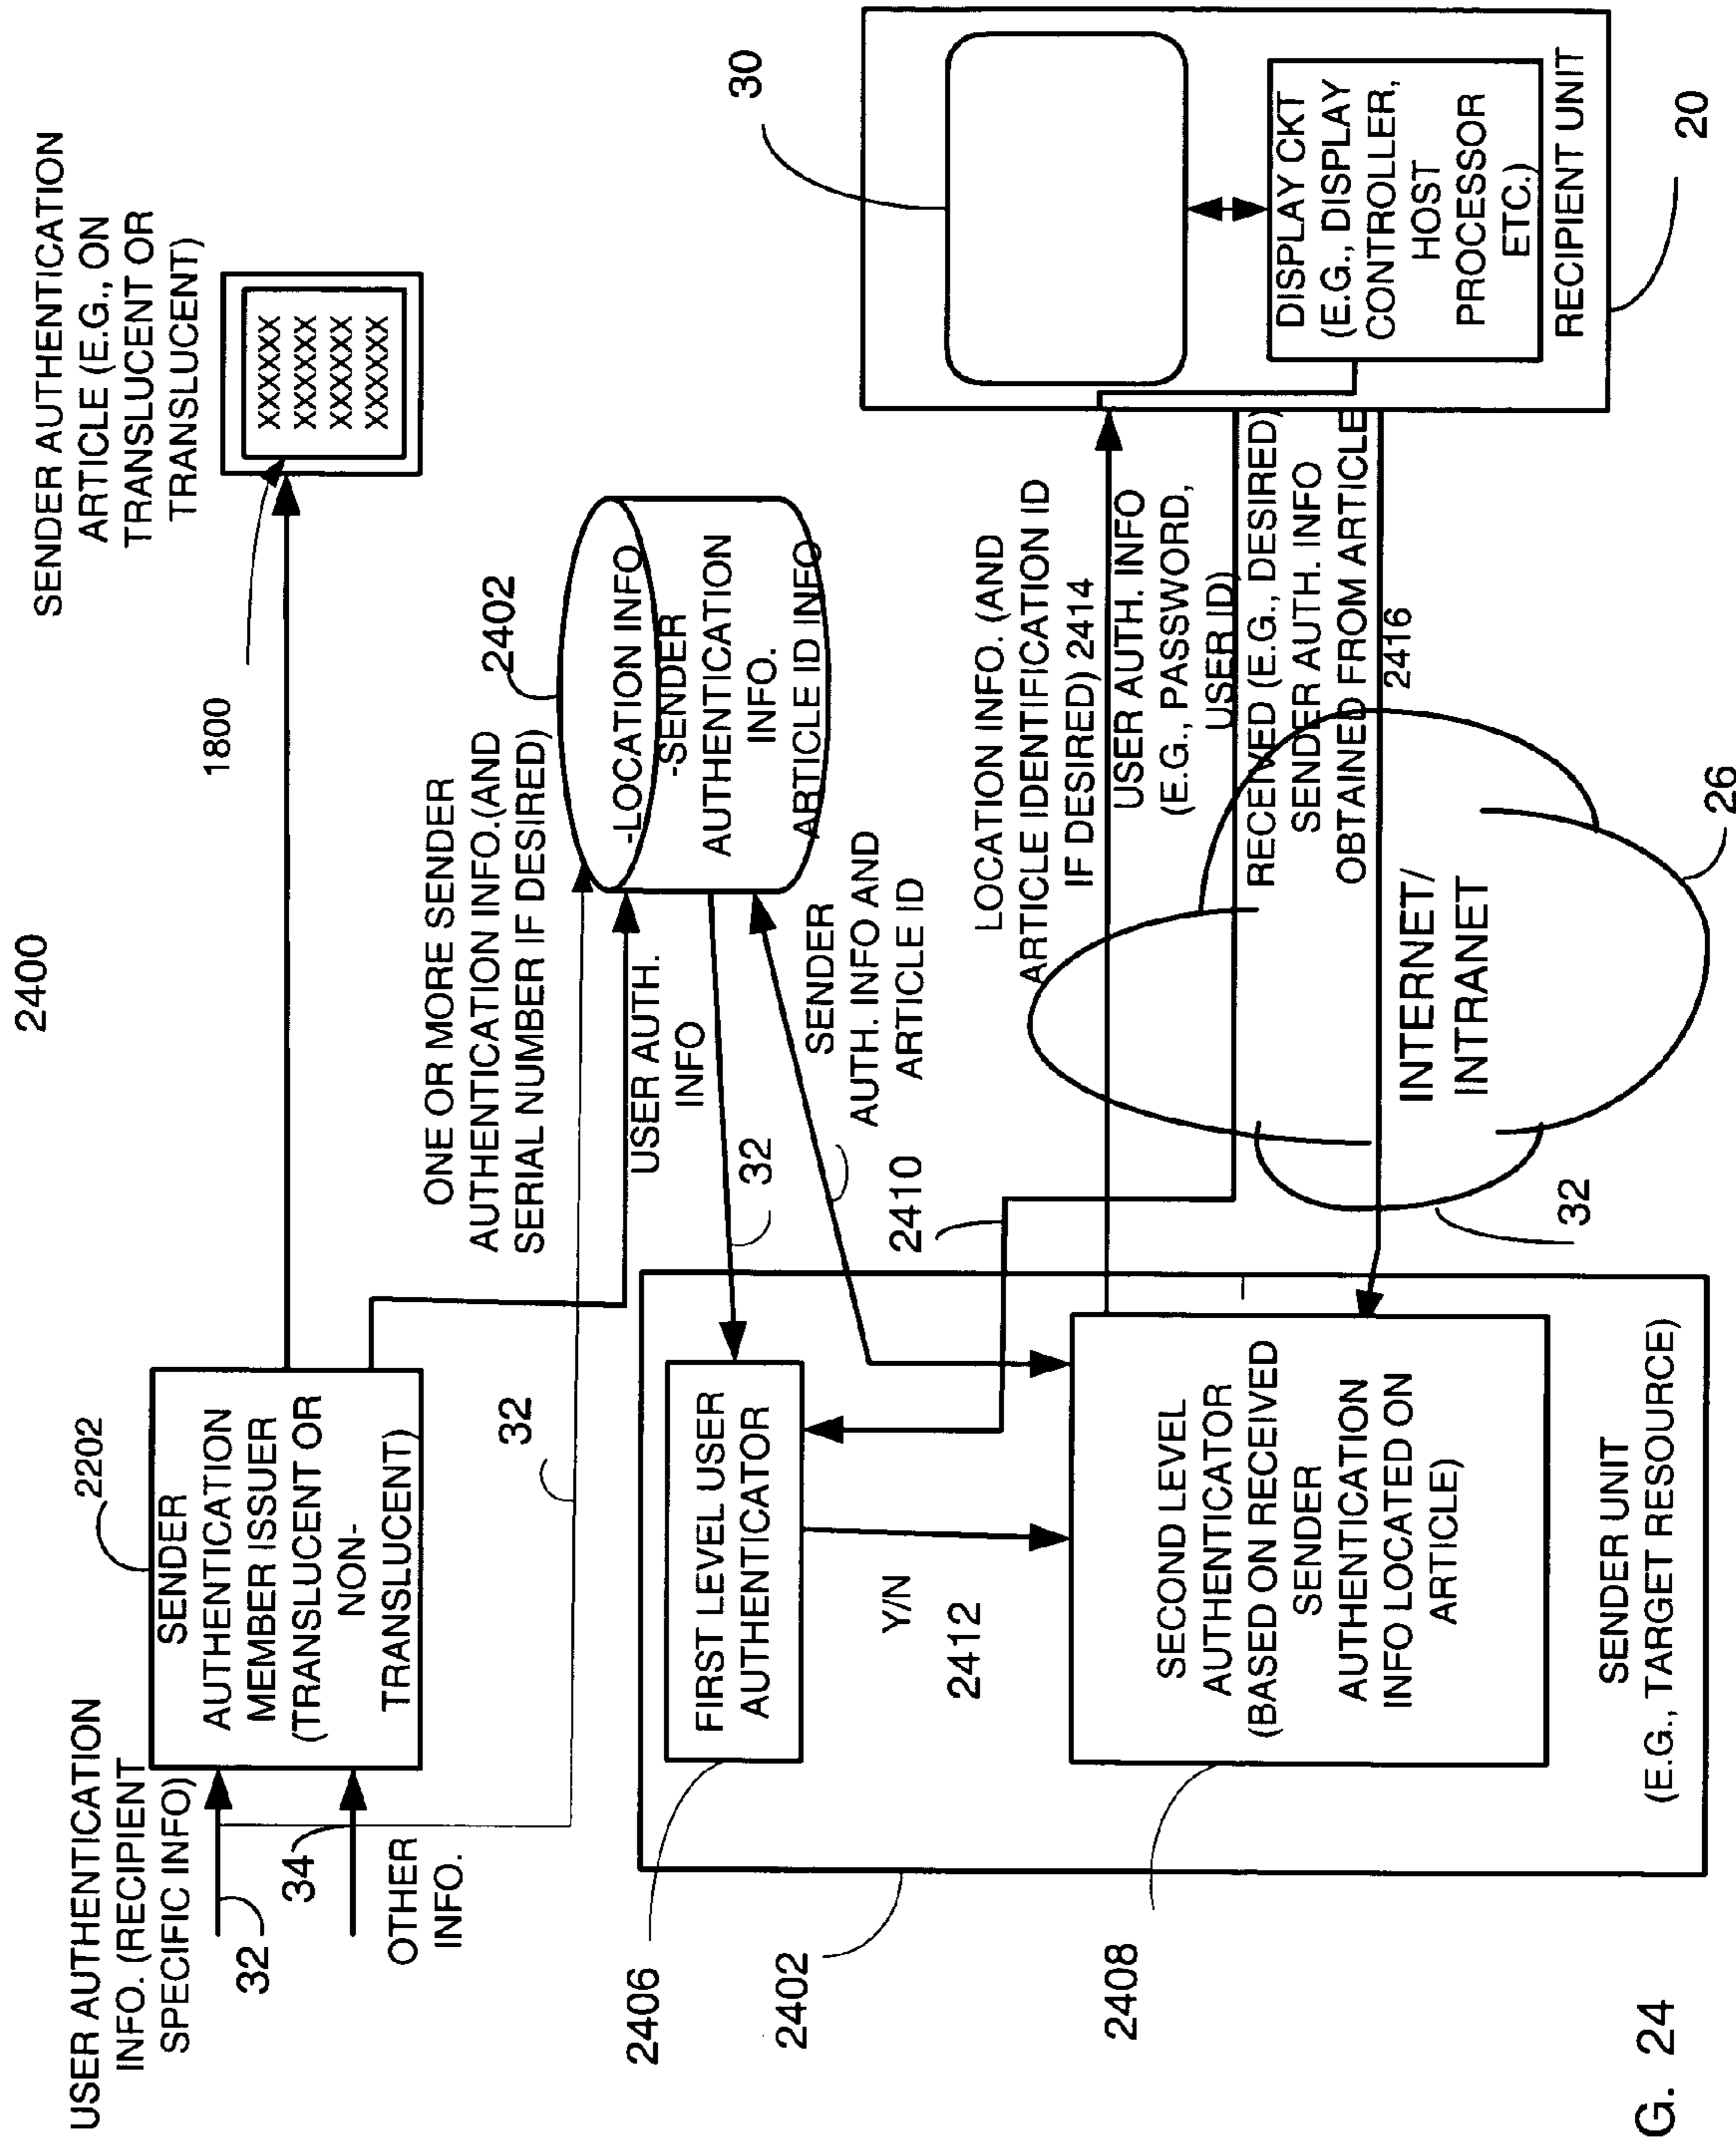 2400
USER AUTHENTICATION
INFO. (RECIPIENT
SPECIFIC INFO)
32
34
OTHER
INFO.
2202
SENDER
AUTHENTICATION
MEMBER ISSUER
(TRANSLUCENT OR
NON-
TRANSLUCENT)
1800
SENDER AUTHENTICATION
ARTICLE (E.G., ON
TRANSLUCENT OR
TRANSLUCENT)
XXXXXX
XXXXXX
XXXXXX
XXXXXX
32
ONE OR MORE SENDER
AUTHENTICATION INFO.(AND
SERIAL NUMBER IF DESIRED)
USER AUTH.
INFO
2402
-LOCATION INFO
-SENDER
AUTHENTICATION
INFO.
ARTICLE ID INFO
32
SENDER
AUTH. INFO AND
ARTICLE ID
2410
2406
FIRST LEVEL USER
AUTHENTICATOR
2402
Y/N
2412
2408
SECOND LEVEL
AUTHENTICATOR
(BASED ON RECEIVED
SENDER
AUTHENTICATION
INFO LOCATED ON
ARTICLE)
SENDER UNIT
(E.G., TARGET RESOURCE)
LOCATION INFO. (AND
ARTICLE IDENTIFICATION ID
IF DESIRED) 2414
USER AUTH. INFO
(E.G., PASSWORD,
USER ID)
RECEIVED (E.G., DESIRED)
SENDER AUTH. INFO
OBTAINED FROM ARTICLE
2416
INTERNET/
INTRANET
32
26
30
DISPLAY CKT
(E.G., DISPLAY
CONTROLLER,
HOST
PROCESSOR
ETC.)
RECIPIENT UNIT
20
G. 24